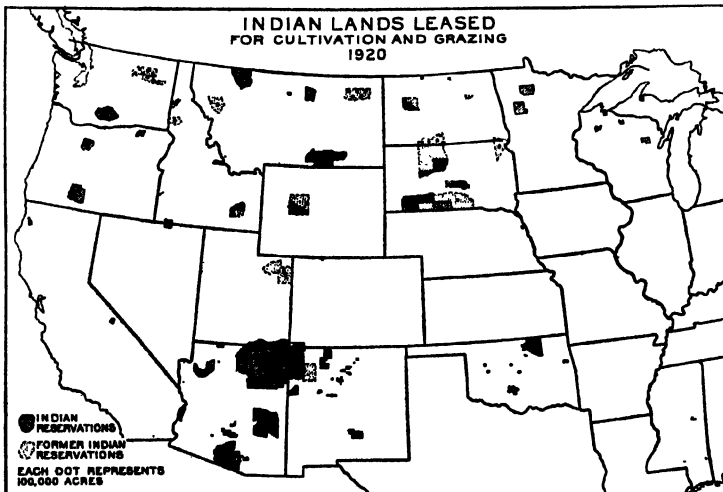 INDIAN LANDS LEASED
FOR CULTIVATION AND GRAZING
1920
INDIAN
RESERVATIONS
FORMER INDIAN
RESERVATIONS
EACH DOT REPRESENTS
100,000 ACRES